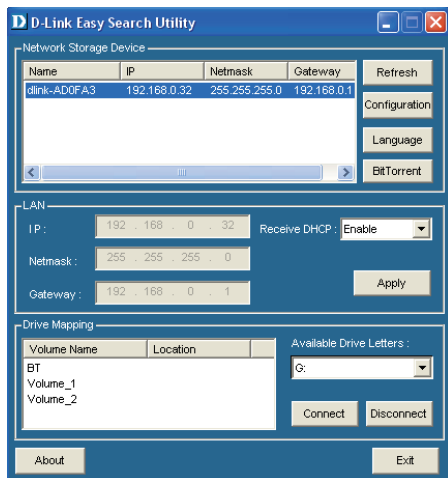 D-Link Easy Search Utility
Network Storage Device
Name IP Netmask Gateway
dlink-AD0FA3 192.168.0.32 255.255.255.0 192.168.0.1
Refresh
Configuration
Language
BitTorrent
LAN
IP : 192 . 168 . 0 . 32 Receive DHCP : Enable
Netmask : 255 . 255 . 255 . 0
Gateway : 192 . 168 . 0 . 1
Apply
Drive Mapping
Volume Name Location
BT
Volume_1
Volume_2
Available Drive Letters :
G:
Connect Disconnect
About Exit